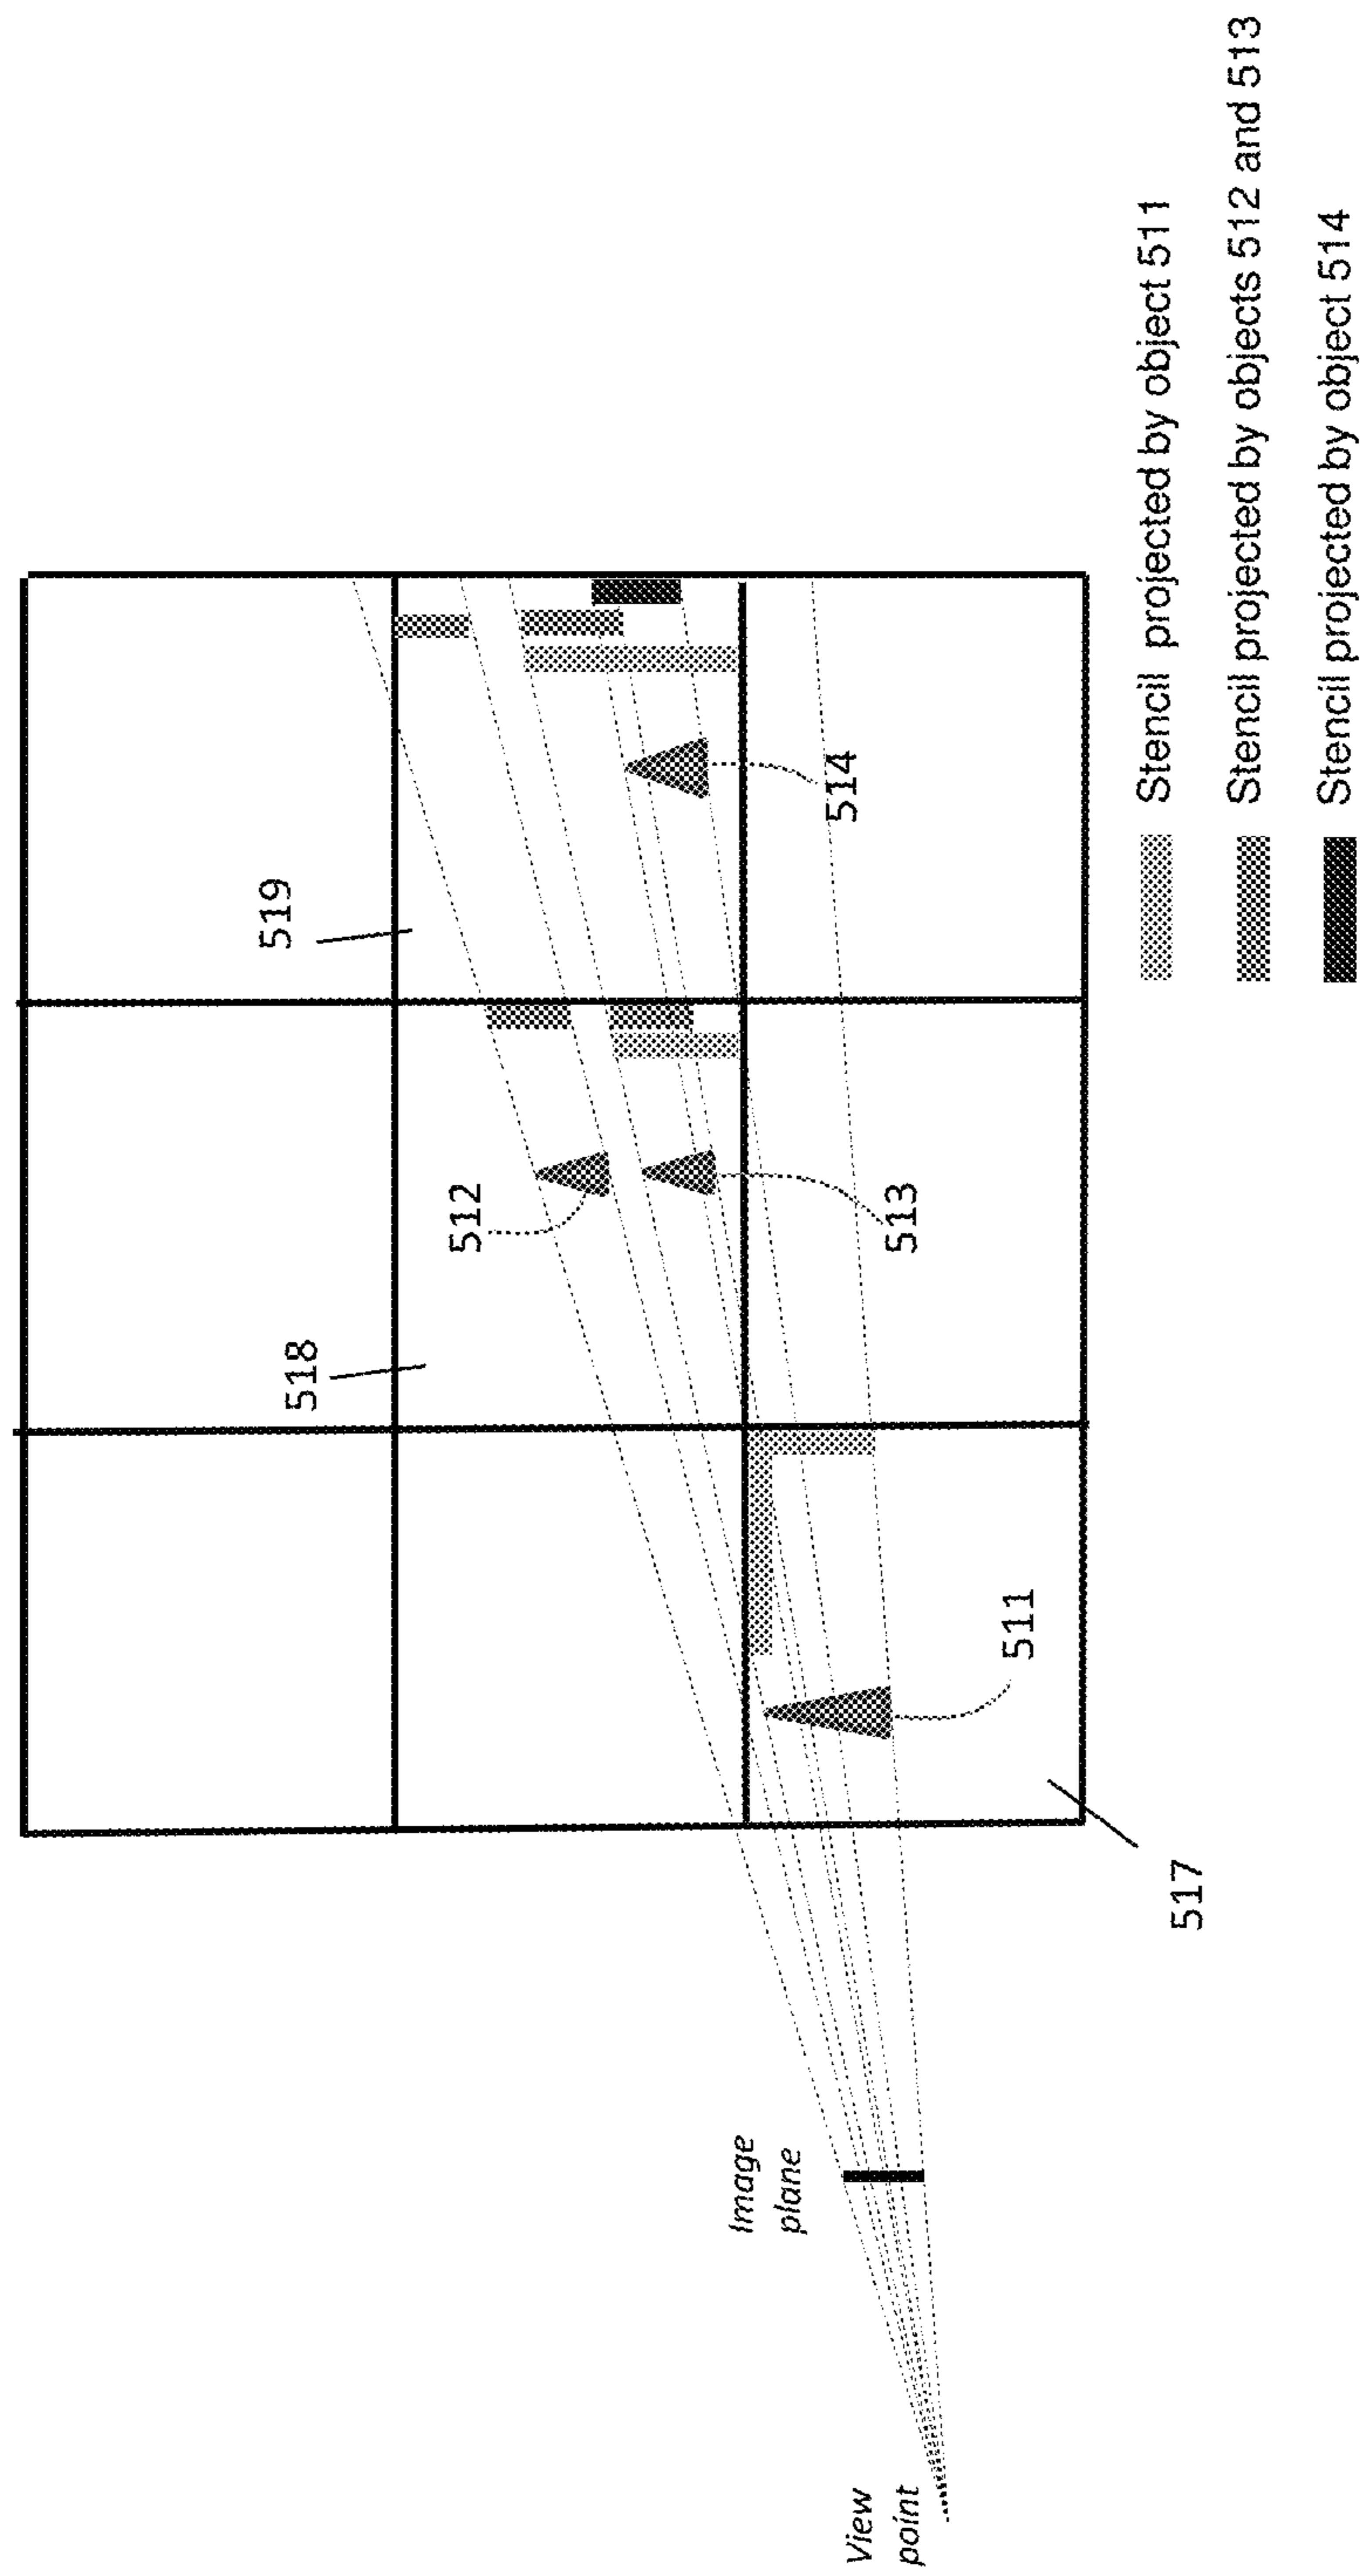 View
point
Image
plane
517
511
518
512
513
519
514
Stencil projected by object 511
Stencil projected by objects 512 and 513
Stencil projected by object 514